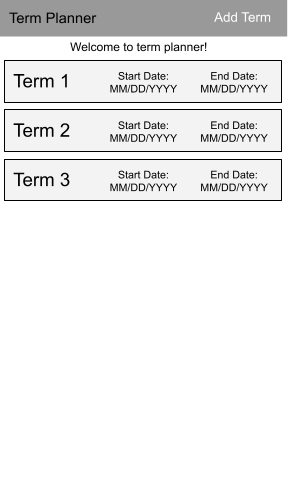 Term Planner Add Term
Welcome to term planner!
Term 1 Start Date: End Date:
MM/DD/YYYY MM/DD/YYYY
Term 2 Start Date: End Date:
MM/DD/YYYY MM/DD/YYYY
Term 3 Start Date: End Date:
MM/DD/YYYY MM/DD/YYYY